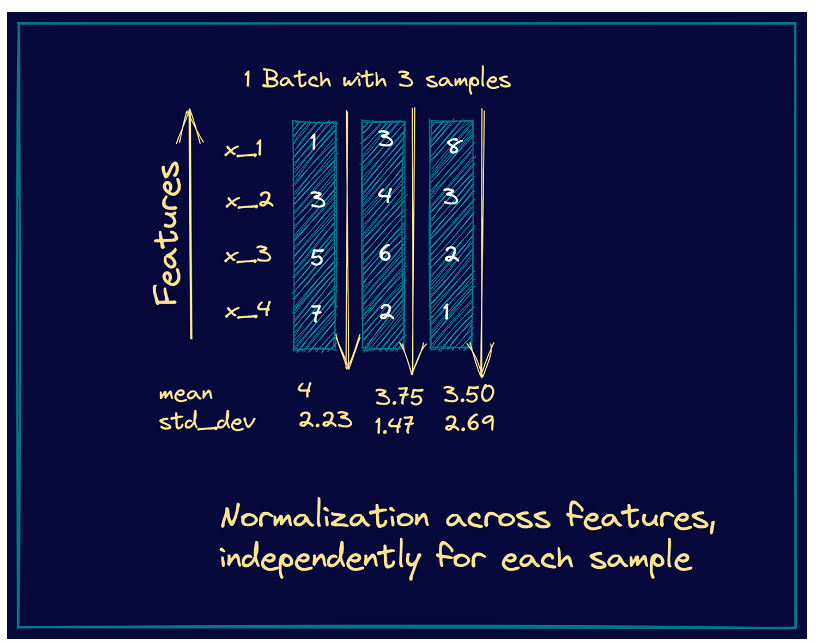 1 Batch with 3 samples
Features
x_1 1 3 8
x_2 3 4 3
x_3 5 6 2
x_4 7 2 1
mean 4 3.75 3.50
std_dev 2.23 1.47 2.69
Normalization across features,
independently for each sample